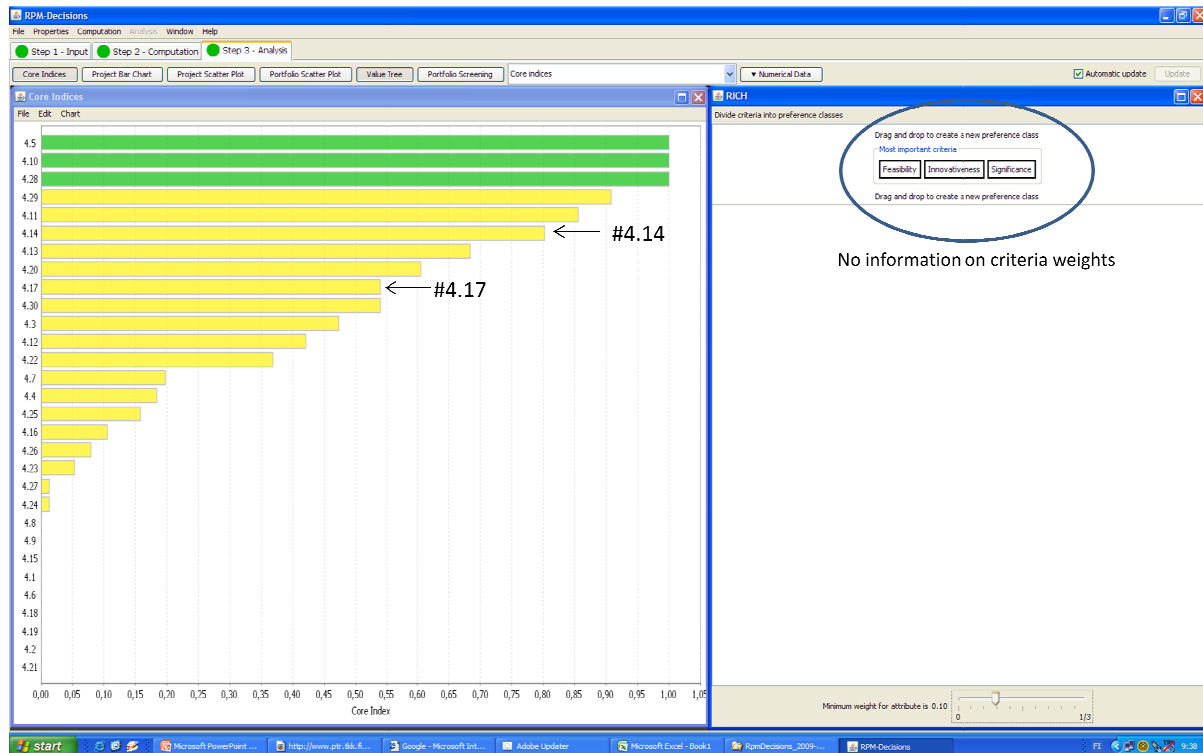 RPM-Decisions
File Properties Computation Analysis Window Help
Step 1 - Input Step 2 - Computation Step 3 - Analysis
Core Indices Project Bar Chart Project Scatter Plot Portfolio Scatter Plot Value Tree Portfolio Screening Core indices ▼ Numerical Data Automatic update Update
Core Indices
File Edit Chart
4.5
4.10
4.28
4.29
4.11
4.14
#4.14
4.13
4.20
4.17
#4.17
4.30
4.3
4.12
4.22
4.7
4.4
4.25
4.16
4.26
4.23
4.27
4.24
4.8
4.9
4.15
4.1
4.6
4.18
4.19
4.2
4.21
0,00 0,05 0,10 0,15 0,20 0,25 0,30 0,35 0,40 0,45 0,50 0,55 0,60 0,65 0,70 0,75 0,80 0,85 0,90 0,95 1,00 1,05
Core Index
RICH
Divide criteria into preference classes
Drag and drop to create a new preference class
Most important criteria
Feasibility Innovativeness Significance
Drag and drop to create a new preference class
No information on criteria weights
Minimum weight for attribute is 0.10
0 1/3
start Microsoft PowerPoint ... http://www.ptr.tkk.fi... Google - Microsoft Int... Adobe Updater Microsoft Excel - Book1 RpmDecisions_2009-... RPM-Decisions FI 9:38